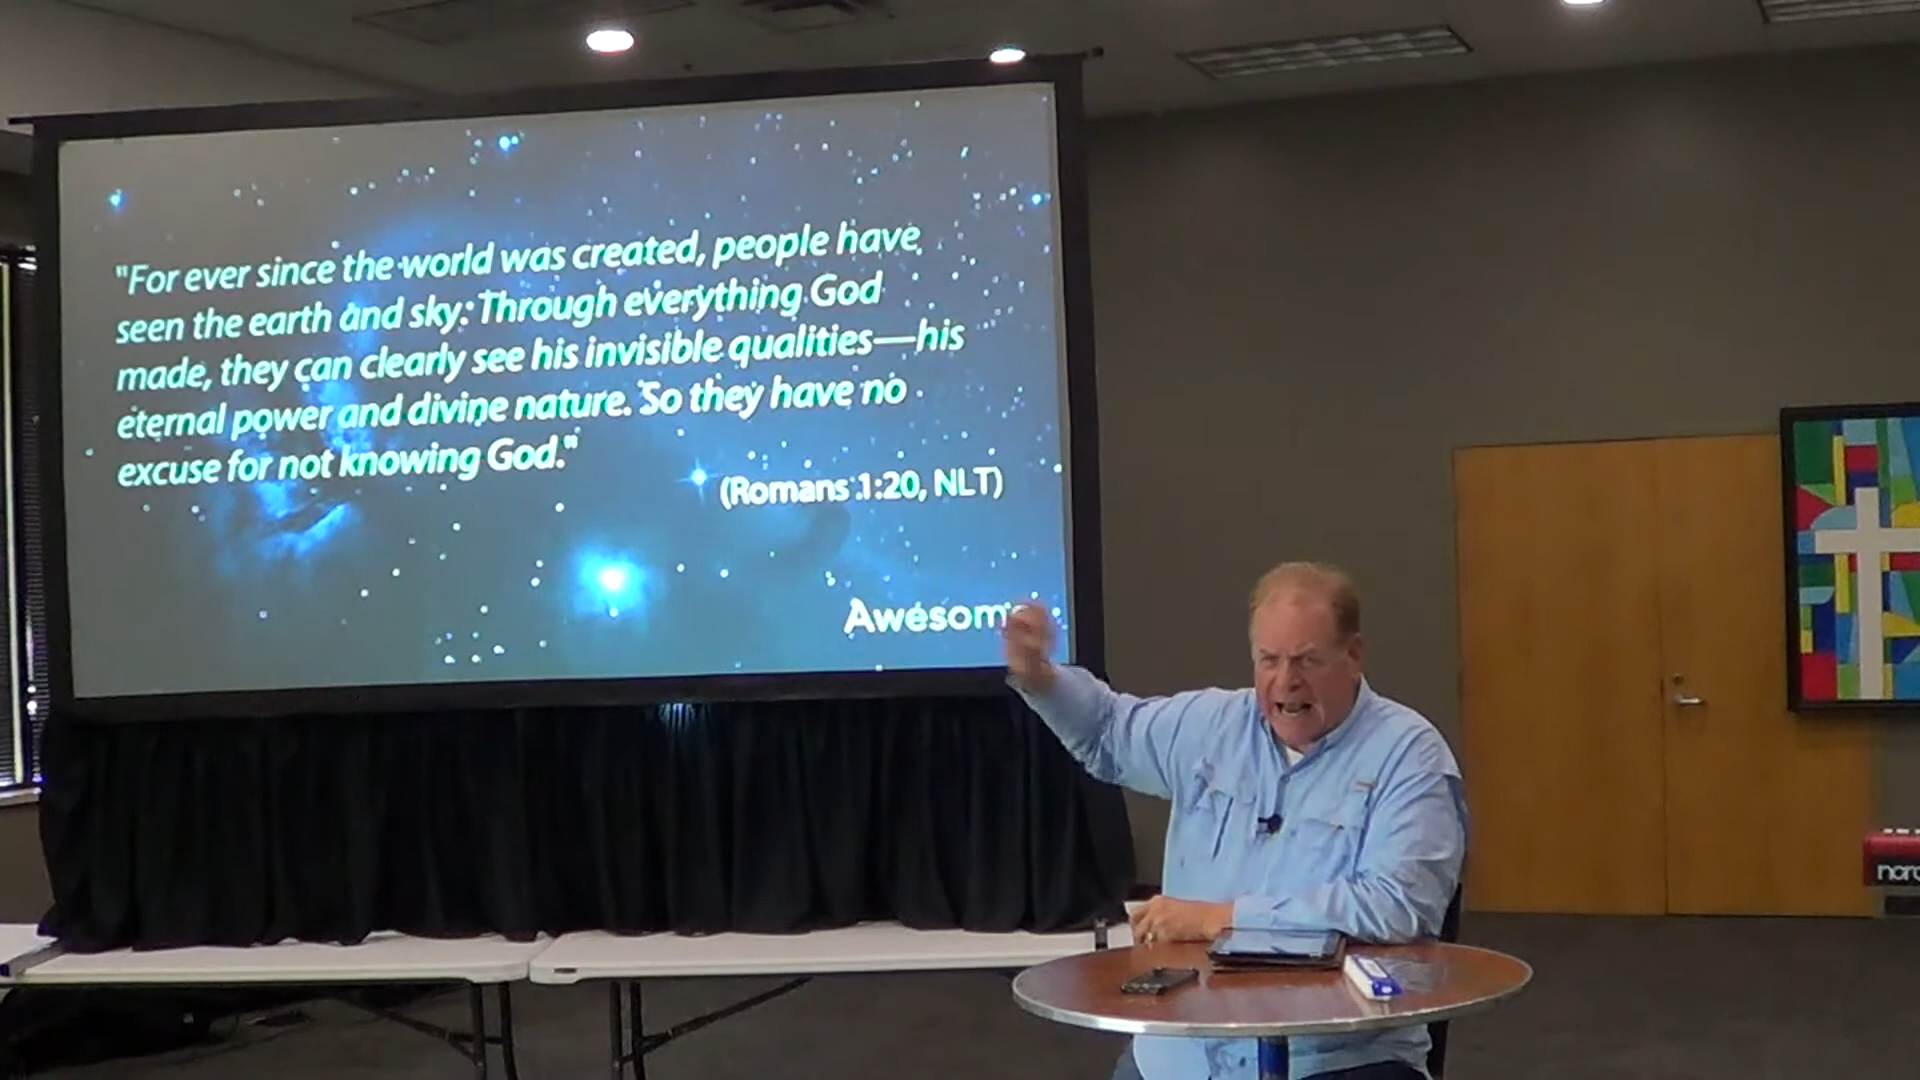 "For ever since the world was created, people have
seen the earth and sky. Through everything God
made, they can clearly see his invisible qualities—his
eternal power and divine nature. So they have no
excuse for not knowing God."
(Romans 1:20, NLT)